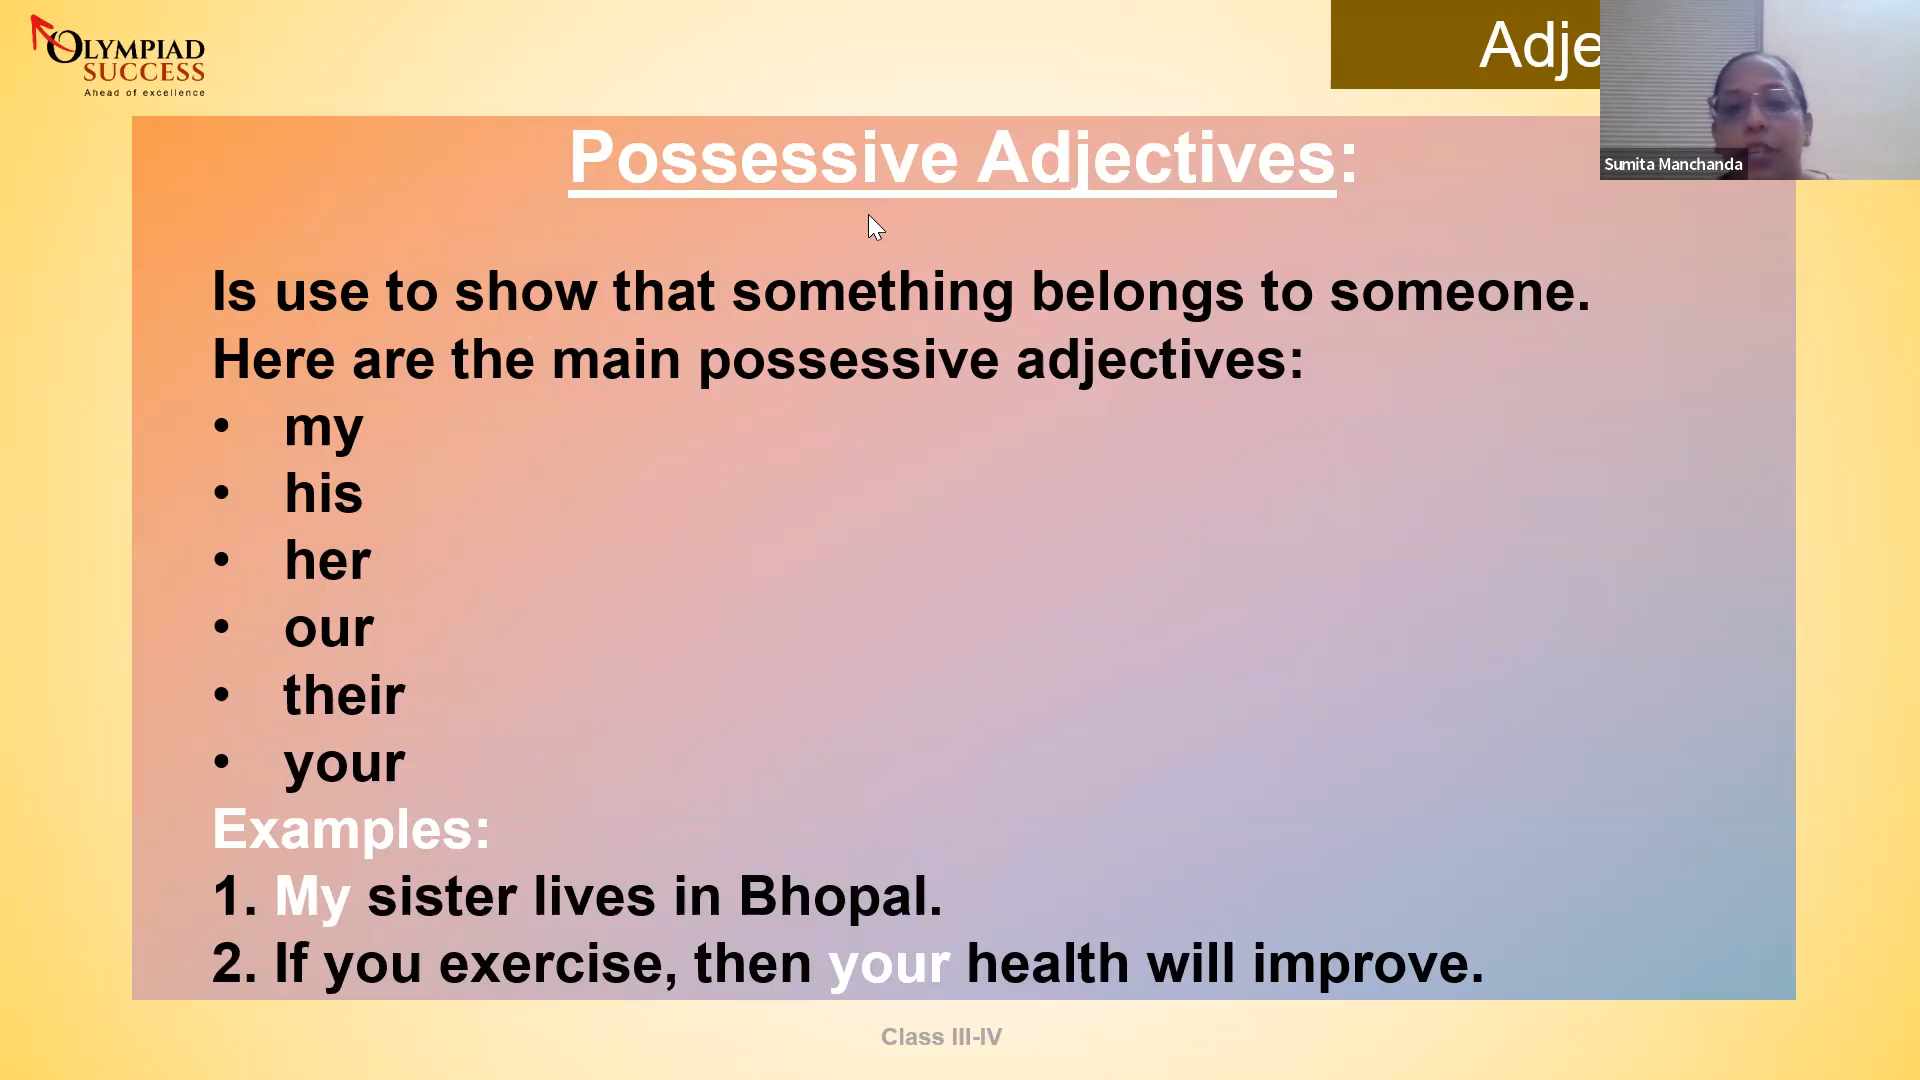 OLYMPIAD
SUCCESS
Ahead of excellence
Adje
Sumita Manchanda
Possessive Adjectives:
Is use to show that something belongs to someone.
Here are the main possessive adjectives:
• my
• his
• her
• our
• their
• your
Examples:
1. My sister lives in Bhopal.
2. If you exercise, then your health will improve.
Class III-IV